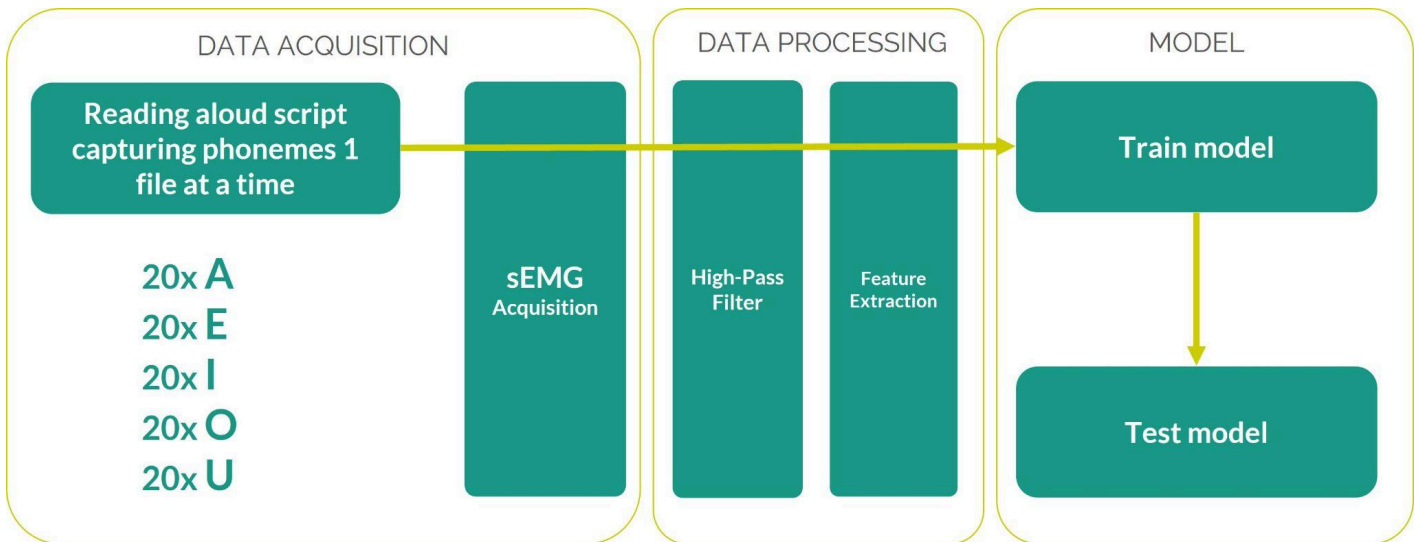 DATA ACQUISITION
Reading aloud script
capturing phonemes 1
file at a time
20x A
20x E
20x I
20x O
20x U
sEMG
Acquisition
DATA PROCESSING
High-Pass
Filter
Feature
Extraction
MODEL
Train model
Test model